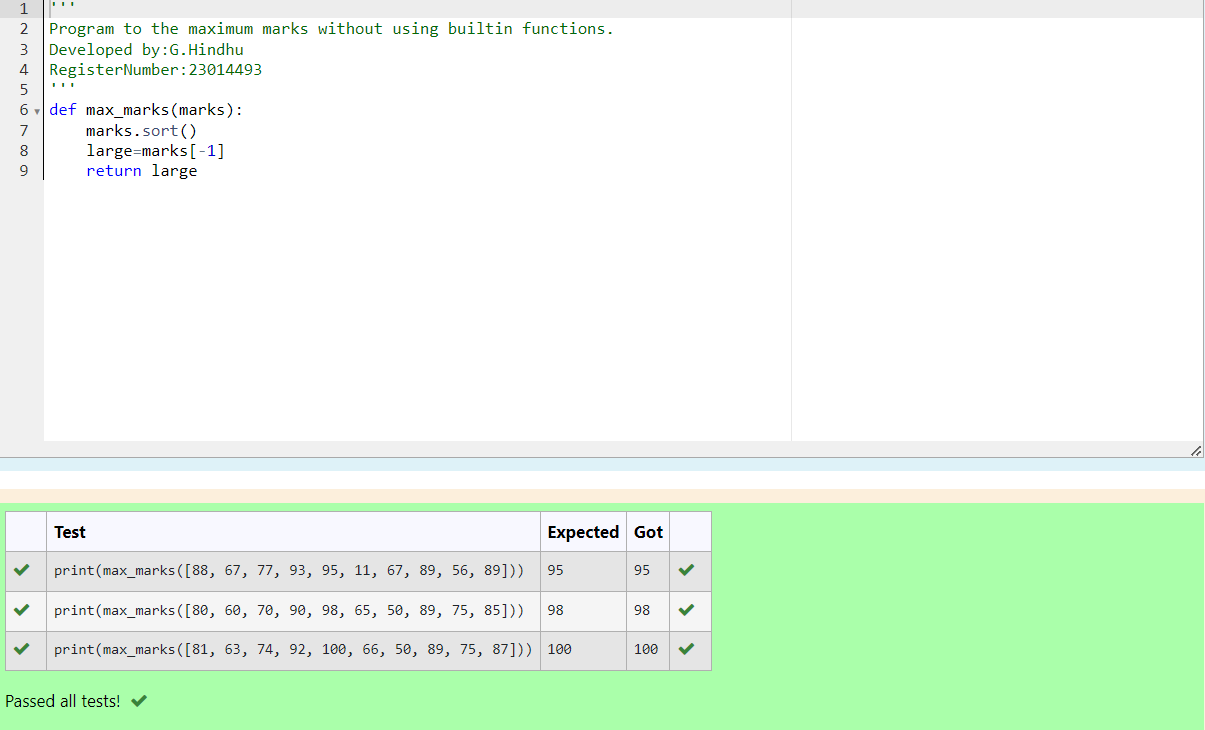 1 '''
2 Program to the maximum marks without using builtin functions.
3 Developed by:G.Hindhu
4 RegisterNumber:23014493
5 '''
6 def max_marks(marks):
7     marks.sort()
8     large=marks[-1]
9     return large
Test Expected Got
print(max_marks([88, 67, 77, 93, 95, 11, 67, 89, 56, 89])) 95 95
print(max_marks([80, 60, 70, 90, 98, 65, 50, 89, 75, 85])) 98 98
print(max_marks([81, 63, 74, 92, 100, 66, 50, 89, 75, 87])) 100 100
Passed all tests!